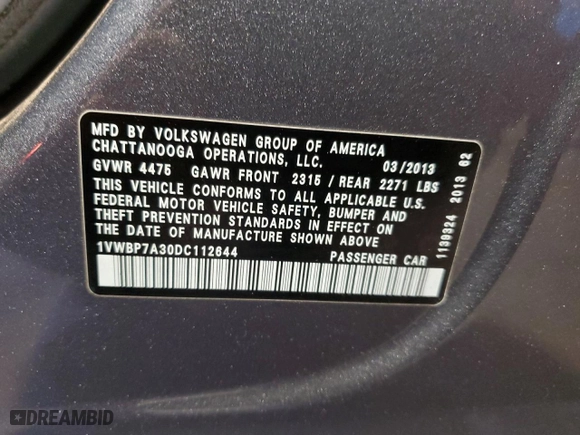 MFD BY VOLKSWAGEN GROUP OF AMERICA
CHATTANOOGA OPERATIONS, LLC. 03/2013
GVWR 4475 GAWR FRONT 2315 / REAR 2271 LBS
THIS VEHICLE CONFORMS TO ALL APPLICABLE U.S.
FEDERAL MOTOR VEHICLE SAFETY, BUMPER AND
THEFT PREVENTION STANDARDS IN EFFECT ON
THE DATE OF MANUFACTURE SHOWN ABOVE
1VWBP7A30DC112644 PASSENGER CAR
1139324 2013 62
DREAMBID